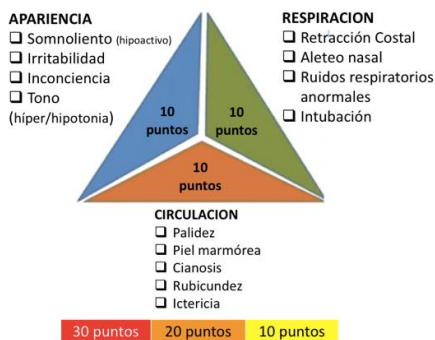 APARIENCIA
❑ Somnoliento (hipoactivo)
❑ Irritabilidad
❑ Inconciencia
❑ Tono
(híper/hipotonia)
RESPIRACION
❑ Retracción Costal
❑ Aleteo nasal
❑ Ruidos respiratorios
anormales
❑ Intubación
10
puntos
10
puntos
10
puntos
CIRCULACION
❑ Palidez
❑ Piel marmórea
❑ Cianosis
❑ Rubicundez
❑ Ictericia
30 puntos 20 puntos 10 puntos